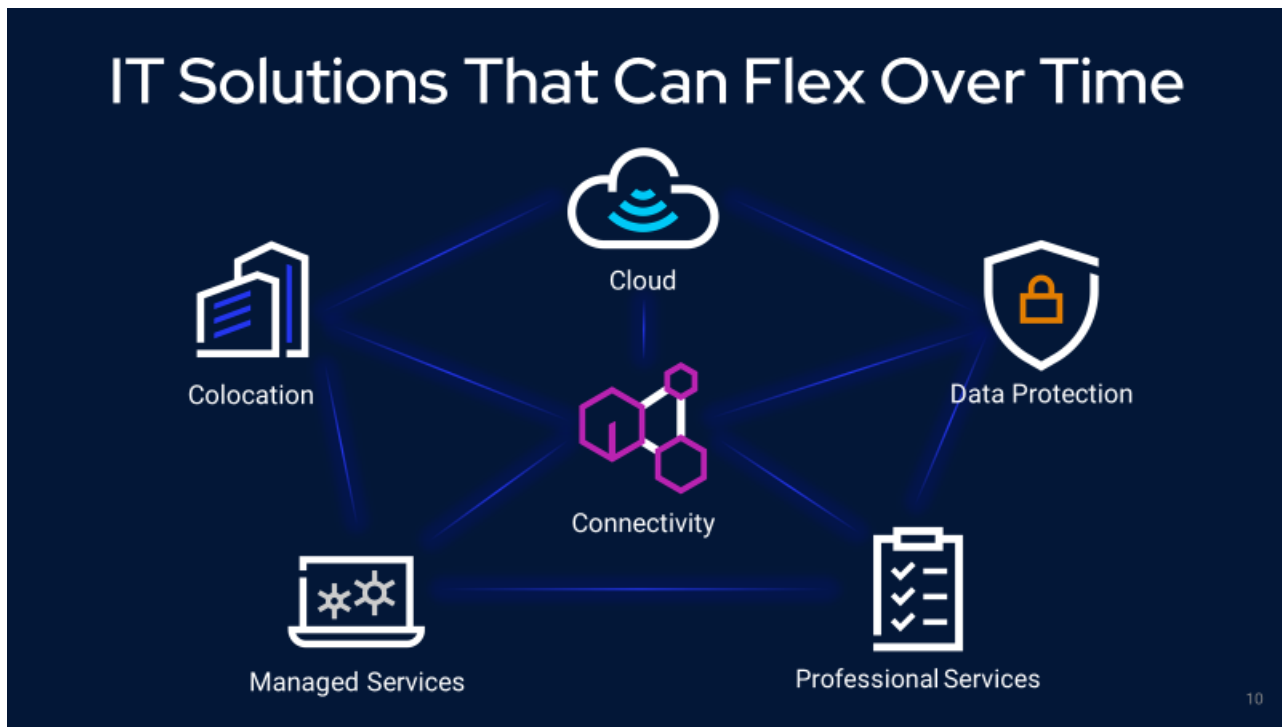 IT Solutions That Can Flex Over Time
Cloud
Colocation
Data Protection
Connectivity
Managed Services
Professional Services
10